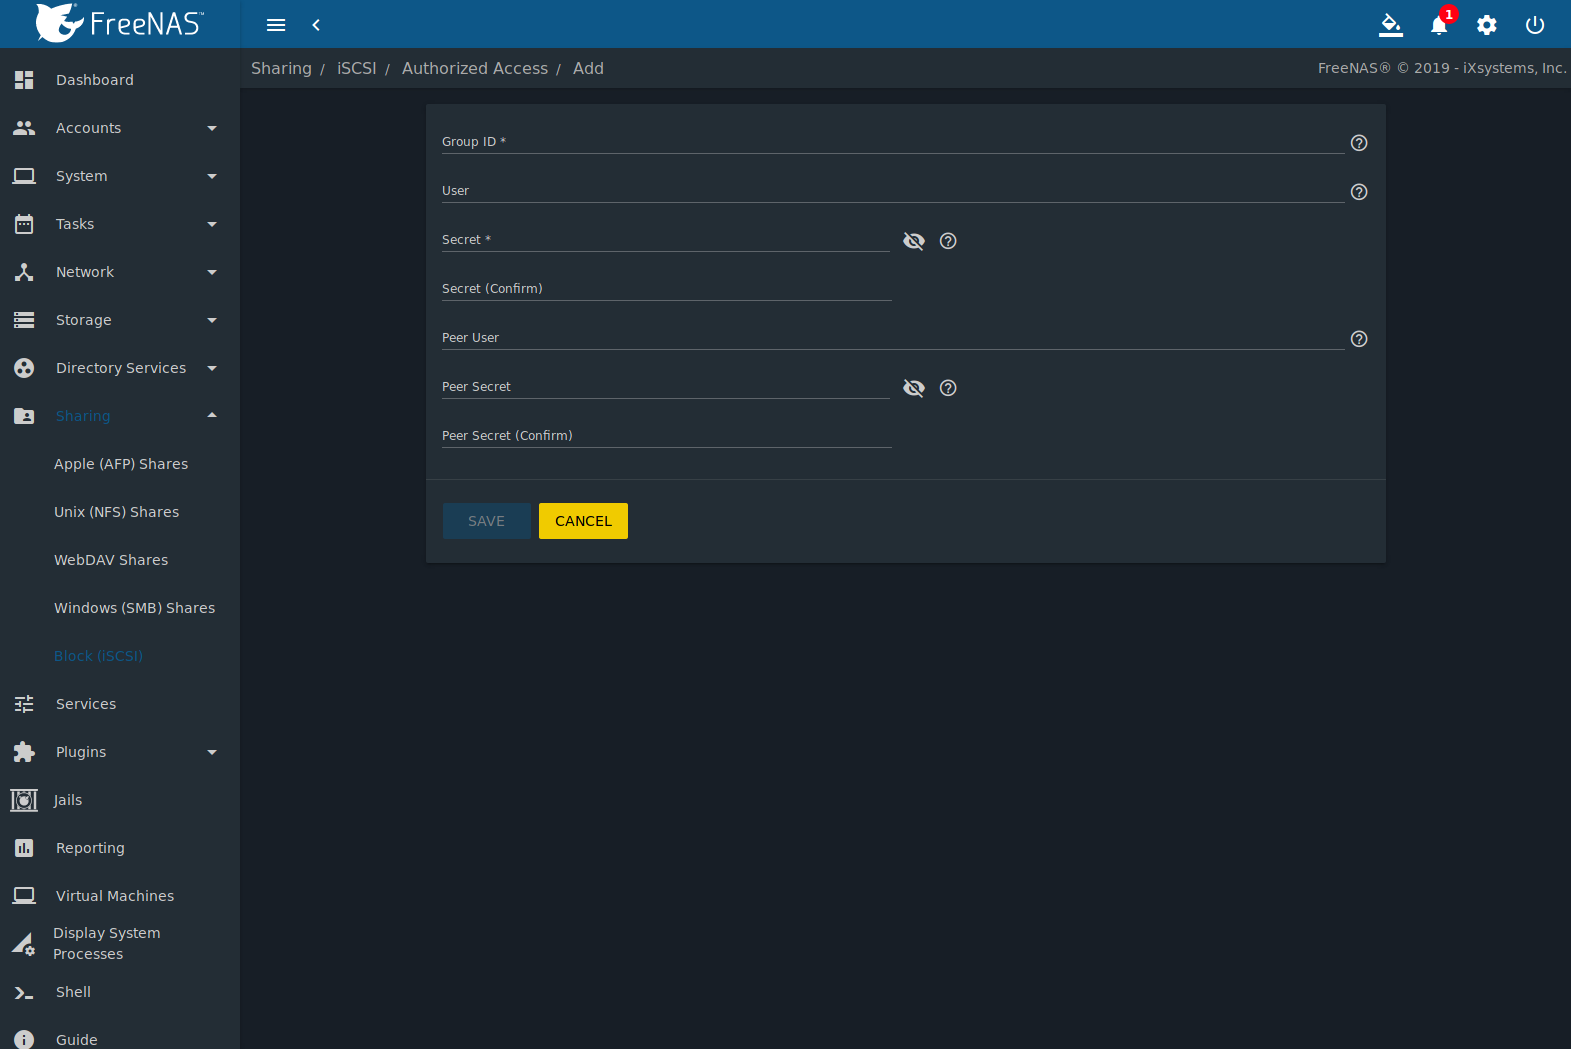 FreeNAS™
1
Sharing / iSCSI / Authorized Access / Add
FreeNAS® © 2019 - iXsystems, Inc.
Dashboard
Accounts
System
Tasks
Network
Storage
Directory Services
Sharing
Apple (AFP) Shares
Unix (NFS) Shares
WebDAV Shares
Windows (SMB) Shares
Block (iSCSI)
Services
Plugins
Jails
Reporting
Virtual Machines
Display System
Processes
Shell
Guide
Group ID *
User
Secret *
Secret (Confirm)
Peer User
Peer Secret
Peer Secret (Confirm)
SAVE CANCEL